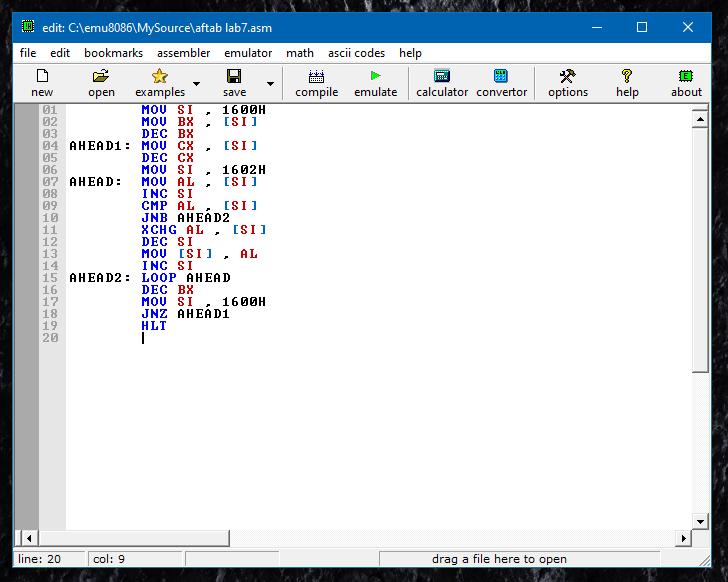 edit: C:\emu8086\MySource\aftab lab7.asm
file edit bookmarks assembler emulator math ascii codes help
new open examples save compile emulate calculator convertor options help about
01 MOV SI , 1600H
02 MOV BX , [SI]
03 DEC BX
04 AHEAD1: MOV CX , [SI]
05 DEC CX
06 MOV SI , 1602H
07 AHEAD: MOV AL , [SI]
08 INC SI
09 CMP AL , [SI]
10 JNB AHEAD2
11 XCHG AL , [SI]
12 DEC SI
13 MOV [SI] , AL
14 INC SI
15 AHEAD2: LOOP AHEAD
16 DEC BX
17 MOV SI , 1600H
18 JNZ AHEAD1
19 HLT
20
line: 20 col: 9 drag a file here to open